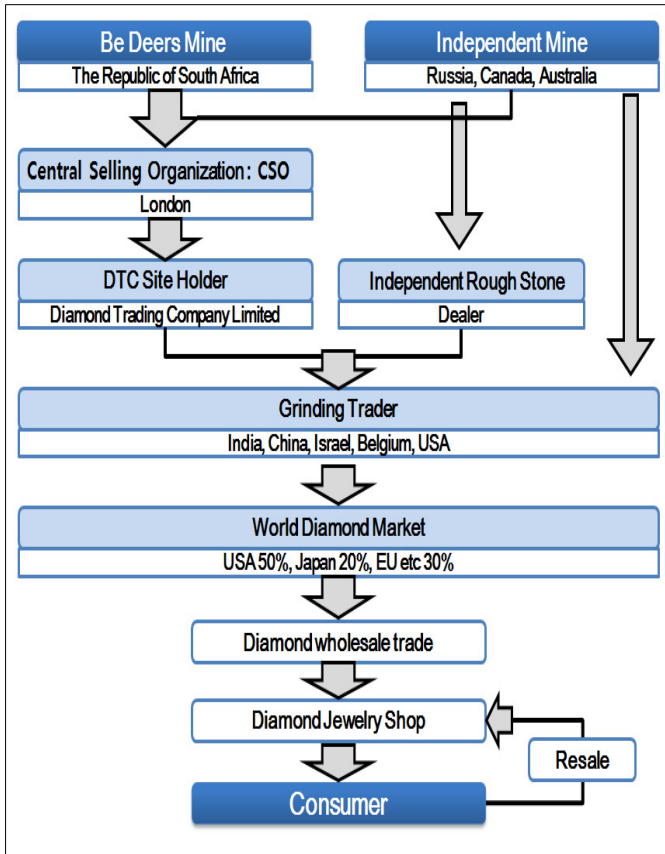 Be Deers Mine
The Republic of South Africa
Independent Mine
Russia, Canada, Australia
Central Selling Organization : CSO
London
DTC Site Holder
Diamond Trading Company Limited
Independent Rough Stone
Dealer
Grinding Trader
India, China, Israel, Belgium, USA
World Diamond Market
USA 50%, Japan 20%, EU etc 30%
Diamond wholesale trade
Diamond Jewelry Shop
Resale
Consumer